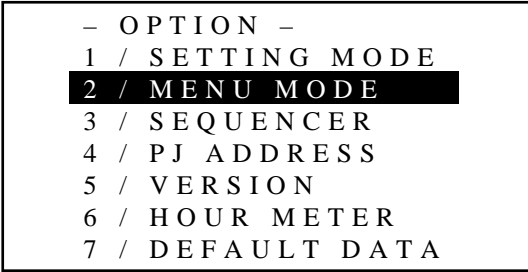 – OPTION –
1 / SETTING MODE
2 / MENU MODE
3 / SEQUENCER
4 / PJ ADDRESS
5 / VERSION
6 / HOUR METER
7 / DEFAULT DATA